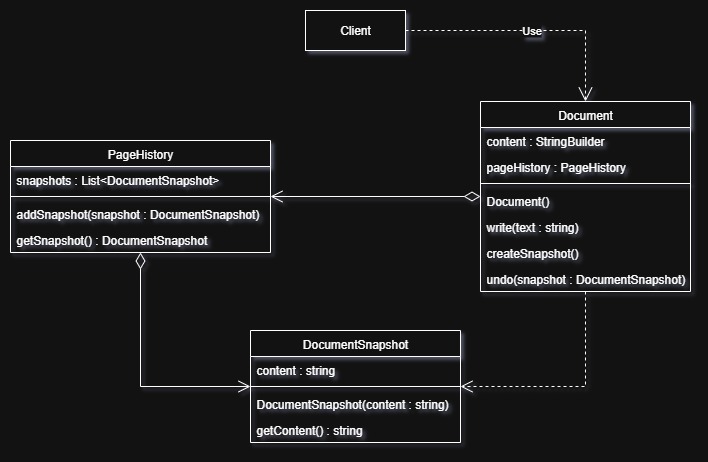 Client
Use
Document
content : StringBuilder
pageHistory : PageHistory
Document()
write(text : string)
createSnapshot()
undo(snapshot : DocumentSnapshot)
PageHistory
snapshots : List<DocumentSnapshot>
addSnapshot(snapshot : DocumentSnapshot)
getSnapshot() : DocumentSnapshot
DocumentSnapshot
content : string
DocumentSnapshot(content : string)
getContent() : string